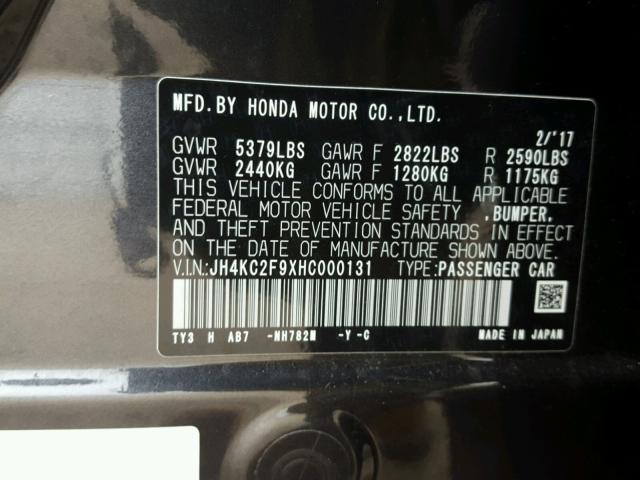 MFD.BY HONDA MOTOR CO.,LTD.
2/'17
GVWR 5379LBS GAWR F 2822LBS R 2590LBS
GVWR 2440KG GAWR F 1280KG R 1175KG
THIS VEHICLE CONFORMS TO ALL APPLICABLE
FEDERAL MOTOR VEHICLE SAFETY ,BUMPER,
AND THEFT PREVENTION STANDARDS IN EFFECT
ON THE DATE OF MANUFACTURE SHOWN ABOVE.
V.I.N.:JH4KC2F9XHC000131 TYPE:PASSENGER CAR
TY3 H AB7 -NH782M -Y-G MADE IN JAPAN